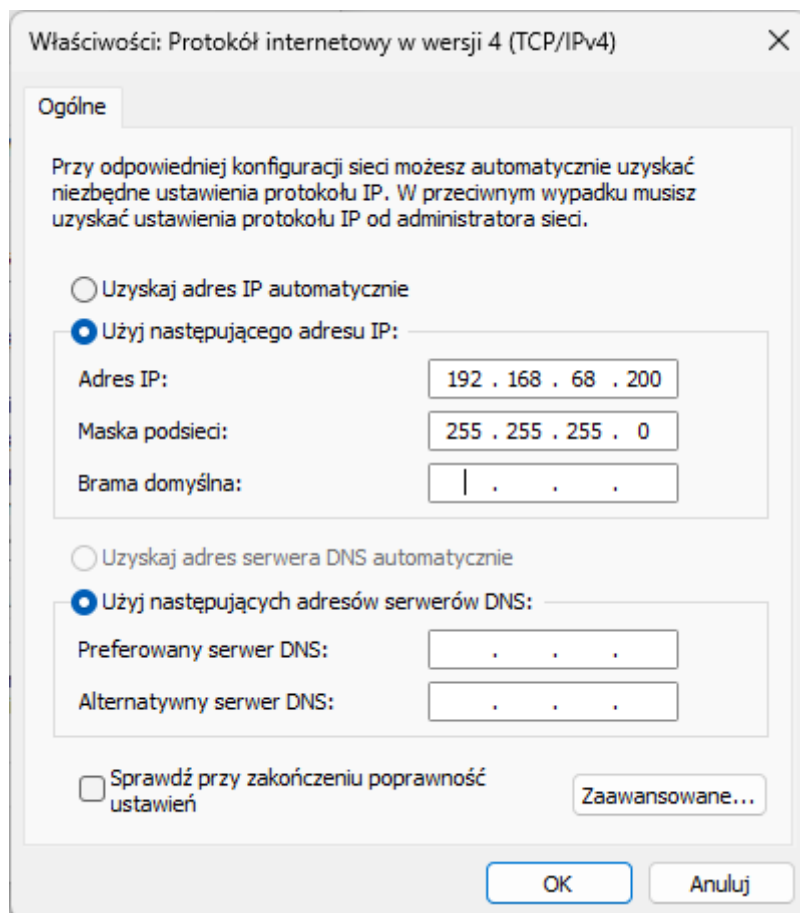 Właściwości: Protokół internetowy w wersji 4 (TCP/IPv4)
Ogólne
Przy odpowiedniej konfiguracji sieci możesz automatycznie uzyskać
niezbędne ustawienia protokołu IP. W przeciwnym wypadku musisz
uzyskać ustawienia protokołu IP od administratora sieci.
Uzyskaj adres IP automatycznie
Użyj następującego adresu IP:
Adres IP: 192 . 168 . 68 . 200
Maska podsieci: 255 . 255 . 255 . 0
Brama domyślna: . . .
Uzyskaj adres serwera DNS automatycznie
Użyj następujących adresów serwerów DNS:
Preferowany serwer DNS: . . .
Alternatywny serwer DNS: . . .
Sprawdź przy zakończeniu poprawność
ustawień
Zaawansowane...
OK Anuluj